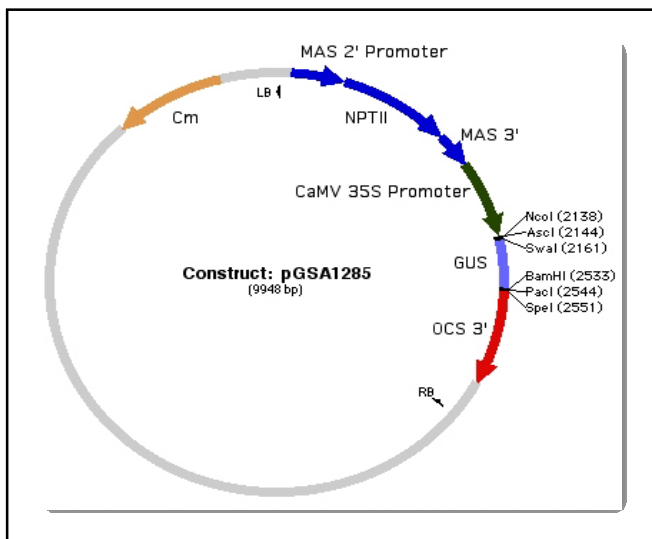 MAS 2' Promoter
LB
Cm
NPTII
MAS 3'
CaMV 35S Promoter
NcoI (2138)
AscI (2144)
SwaI (2161)
GUS
Construct: pGSA1285
(9948 bp)
BamHI (2533)
PacI (2544)
SpeI (2551)
OCS 3'
RB